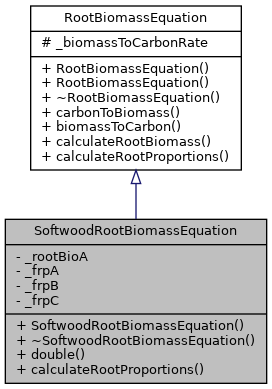 RootBiomassEquation
# _biomassToCarbonRate
+ RootBiomassEquation()
+ RootBiomassEquation()
+ ~RootBiomassEquation()
+ carbonToBiomass()
+ biomassToCarbon()
+ calculateRootBiomass()
+ calculateRootProportions()
SoftwoodRootBiomassEquation
- _rootBioA
- _frpA
- _frpB
- _frpC
+ SoftwoodRootBiomassEquation()
+ ~SoftwoodRootBiomassEquation()
+ double()
+ calculateRootProportions()